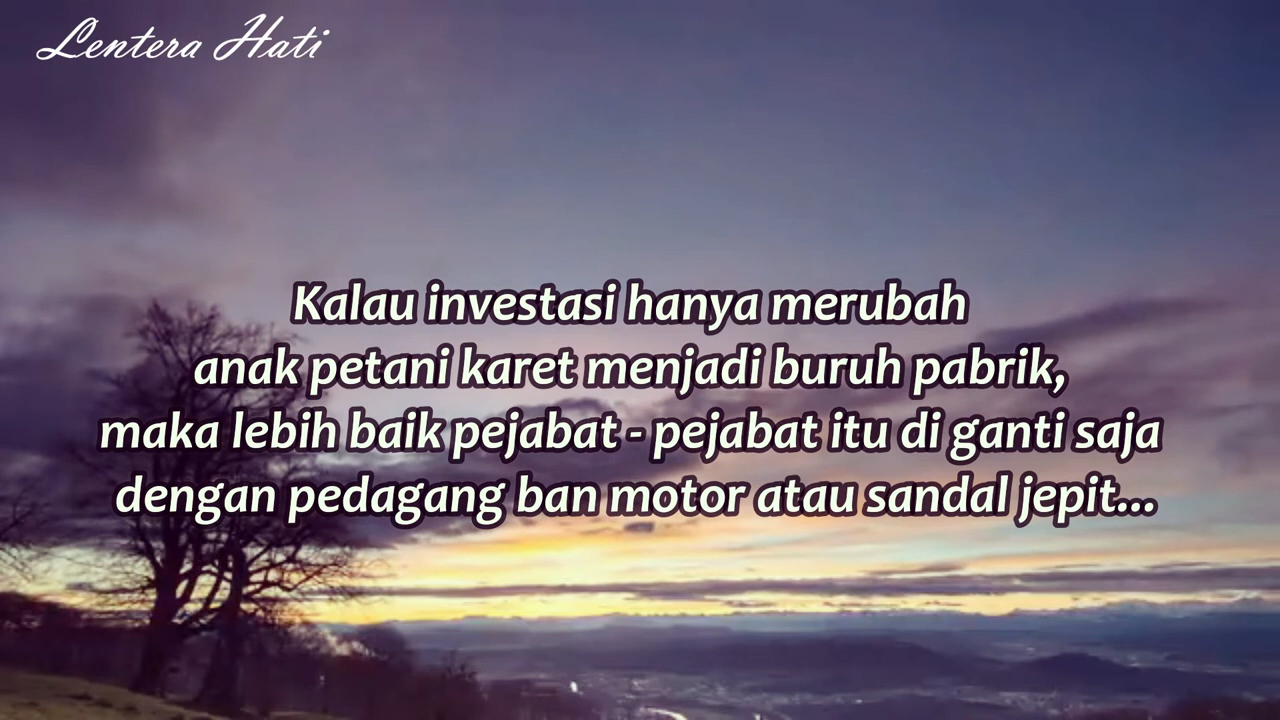 Lentera Hati
Kalau investasi hanya merubah
anak petani karet menjadi buruh pabrik,
maka lebih baik pejabat - pejabat itu di ganti saja
dengan pedagang ban motor atau sandal jepit...